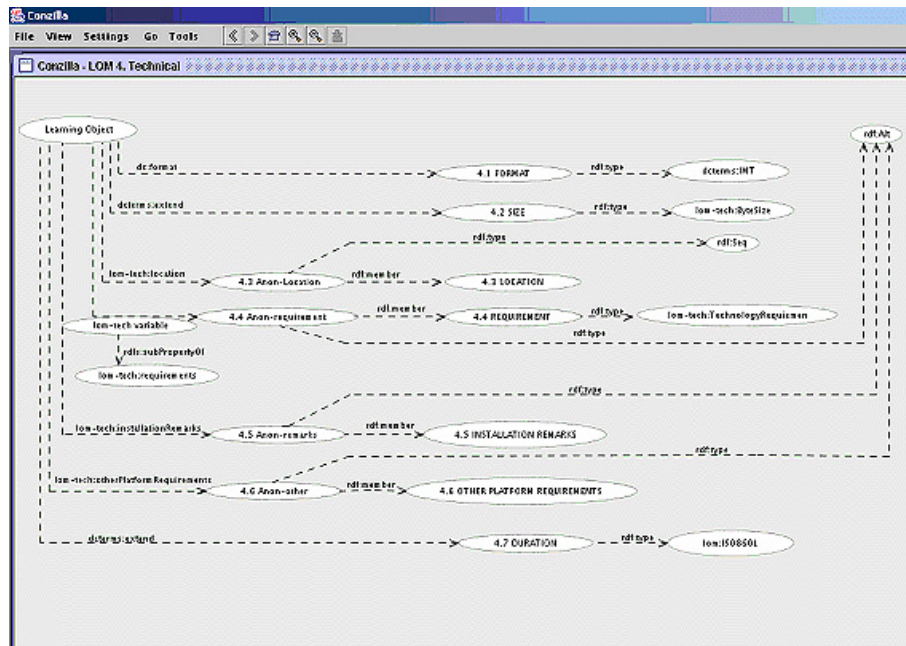 Conzilla
File View Settings Go Tools
Conzilla - LOM 4. Technical
Learning Object
rdf:Alt
dc:format
4.1 FORMAT
rdf:type
dcterms:IMT
dcterms:extend
4.2 SIZE
rdf:type
lom-tech:ByteSize
rdf:type
rdf:Seq
lom-tech:location
4.3 Anon-Location
rdf:member
4.3 LOCATION
4.4 Anon-requirement
rdf:member
4.4 REQUIREMENT
rdf:type
lom-tech:TechnologyRequiremen
lom-tech:variable
rdf:type
rdfs:subPropertyOf
lom-tech:requirements
rdf:type
lom-tech:installationRemarks
4.5 Anon-remarks
rdf:member
4.5 INSTALLATION REMARKS
rdf:type
lom-tech:otherPlatformRequirements
4.6 Anon-other
rdf:member
4.6 OTHER PLATFORM REQUIREMENTS
dcterms:extend
4.7 DURATION
rdf:type
lom:ISO8601